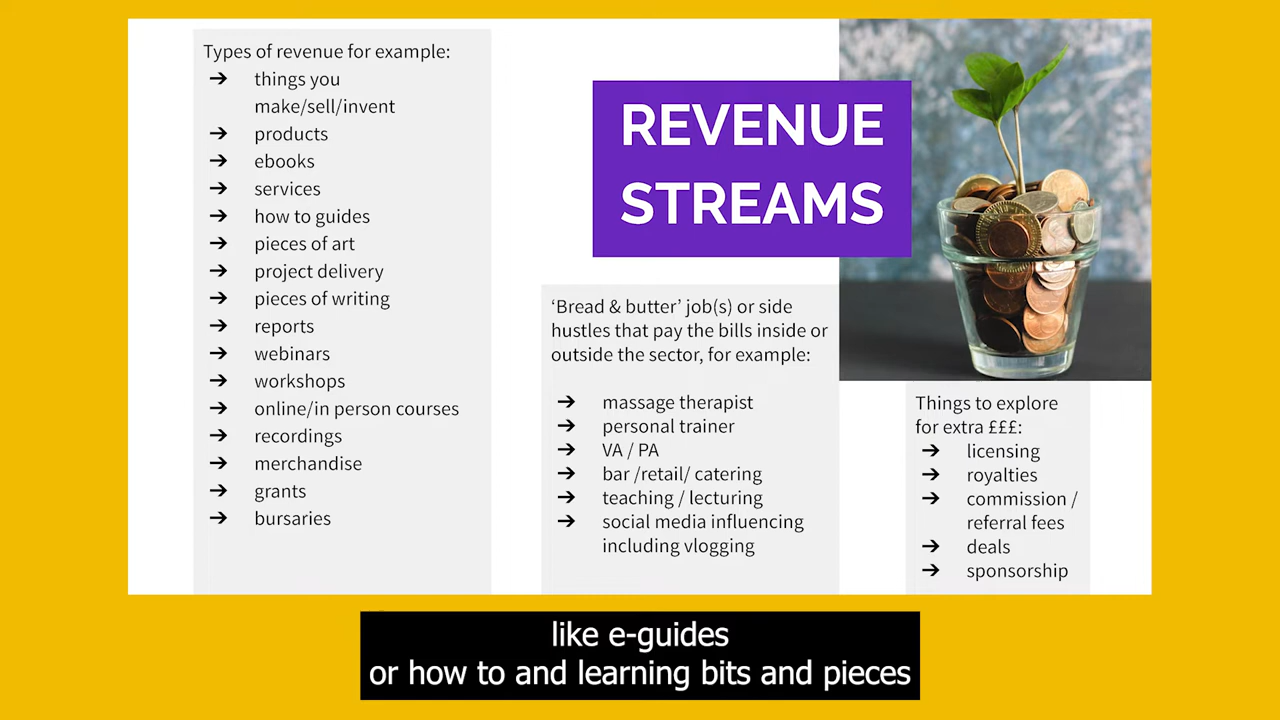 Types of revenue for example:
➔ things you
make/sell/invent
➔ products
➔ ebooks
➔ services
➔ how to guides
➔ pieces of art
➔ project delivery
➔ pieces of writing
➔ reports
➔ webinars
➔ workshops
➔ online/in person courses
➔ recordings
➔ merchandise
➔ grants
➔ bursaries
REVENUE
STREAMS
‘Bread & butter’ job(s) or side
hustles that pay the bills inside or
outside the sector, for example:
➔ massage therapist
➔ personal trainer
➔ VA / PA
➔ bar /retail/ catering
➔ teaching / lecturing
➔ social media influencing
including vlogging
Things to explore
for extra £££:
➔ licensing
➔ royalties
➔ commission /
referral fees
➔ deals
➔ sponsorship
like e-guides
or how to and learning bits and pieces